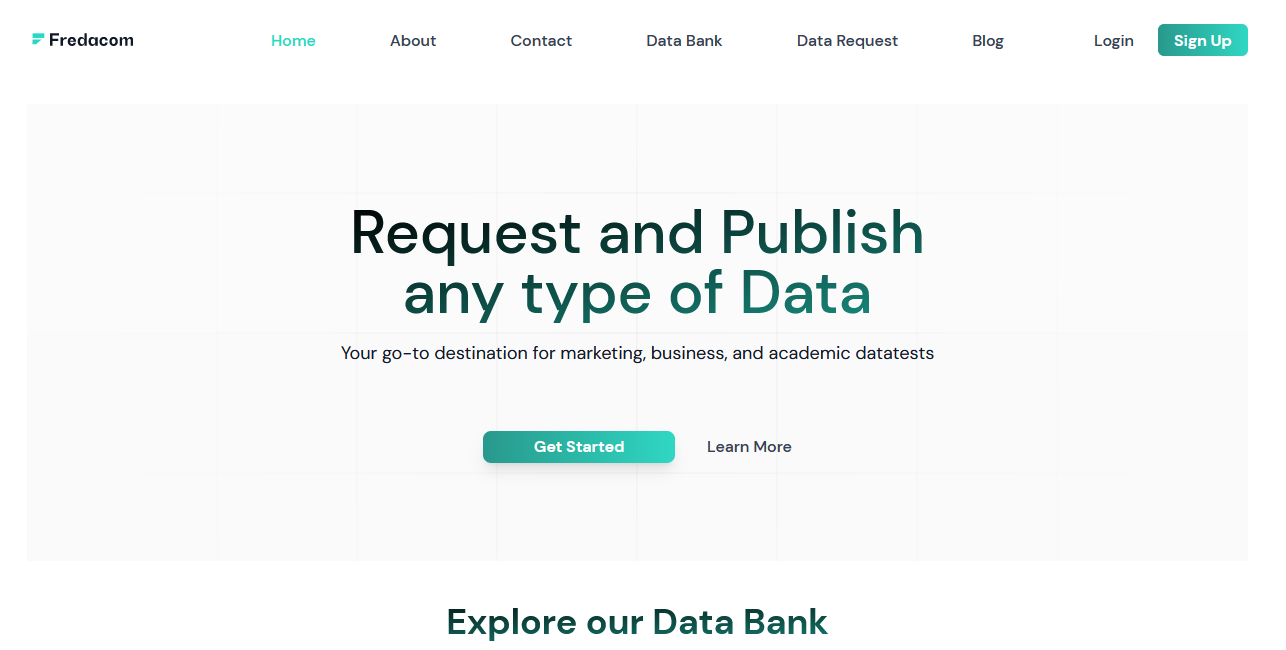 Fredacom
Home
About
Contact
Data Bank
Data Request
Blog
Login
Sign Up
Request and Publish
any type of Data
Your go-to destination for marketing, business, and academic datatests
Get Started
Learn More
Explore our Data Bank